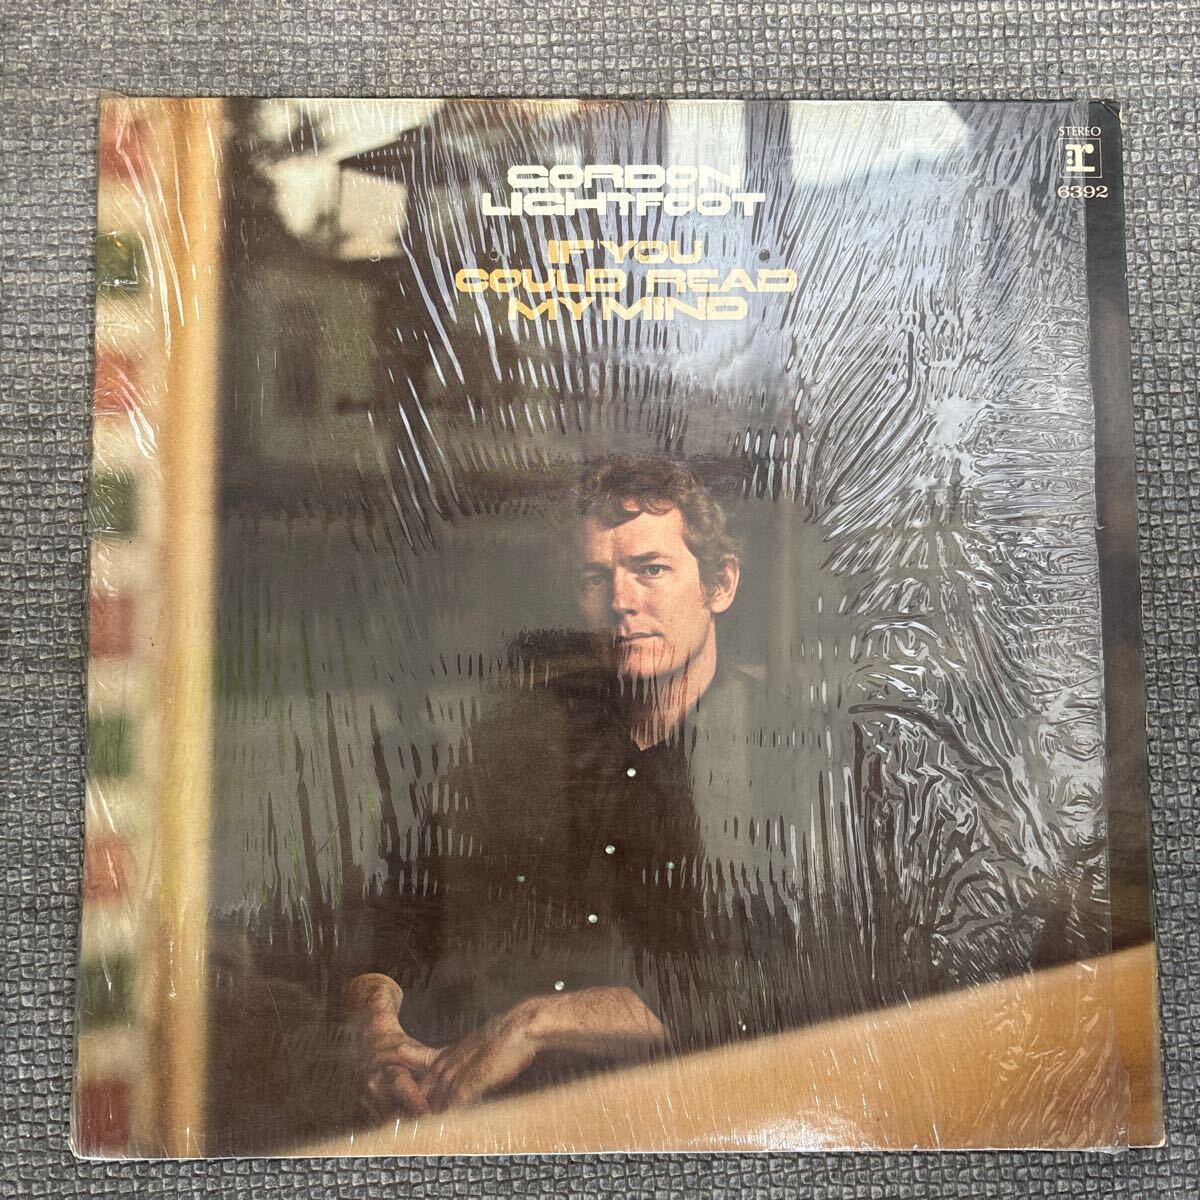 GORDON
LIGHTFOOT
IF YOU
COULD READ
MY MIND
STEREO
r
6392